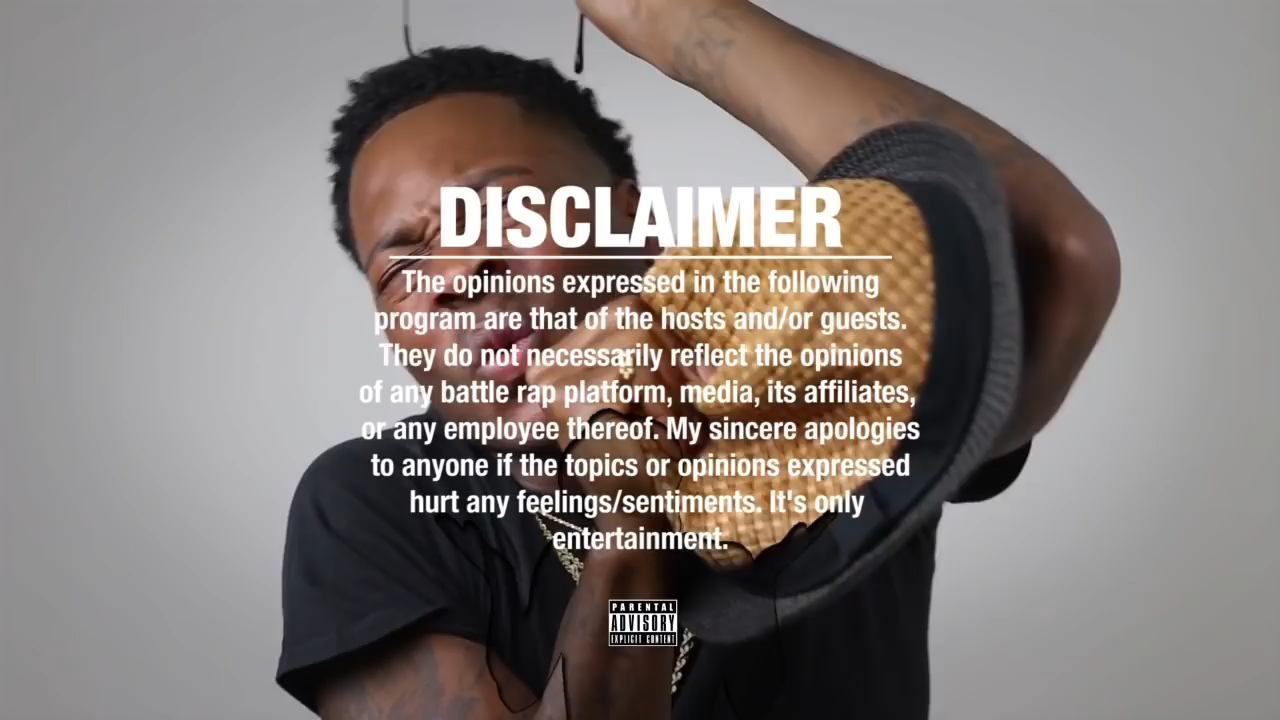 DISCLAIMER
The opinions expressed in the following
program are that of the hosts and/or guests.
They do not necessarily reflect the opinions
of any battle rap platform, media, its affiliates,
or any employee thereof. My sincere apologies
to anyone if the topics or opinions expressed
hurt any feelings/sentiments. It's only
entertainment.
PARENTAL
ADVISORY
EXPLICIT CONTENT